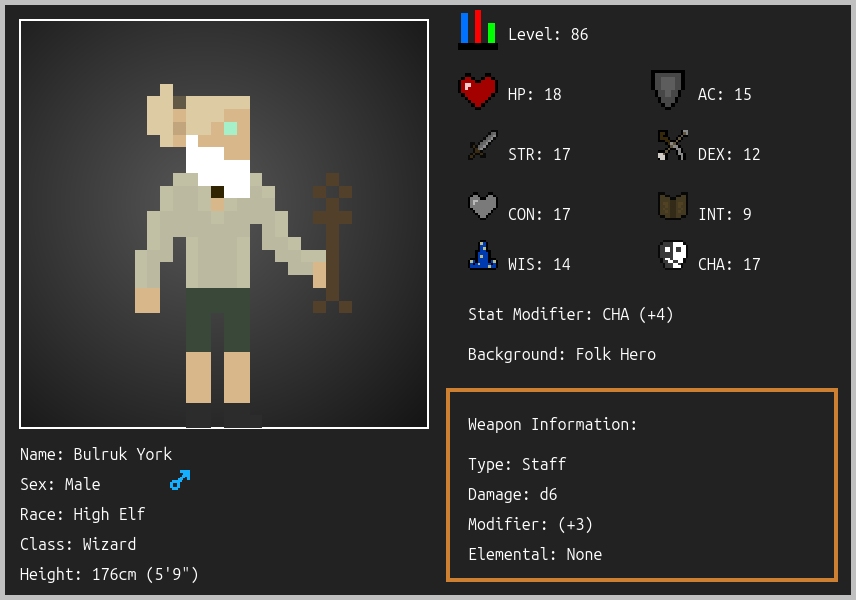 Level: 86
HP: 18
AC: 15
STR: 17
DEX: 12
CON: 17
INT: 9
WIS: 14
CHA: 17
Stat Modifier: CHA (+4)
Background: Folk Hero
Weapon Information:
Type: Staff
Damage: d6
Modifier: (+3)
Elemental: None
Name: Bulruk York
Sex: Male
Race: High Elf
Class: Wizard
Height: 176cm (5'9")